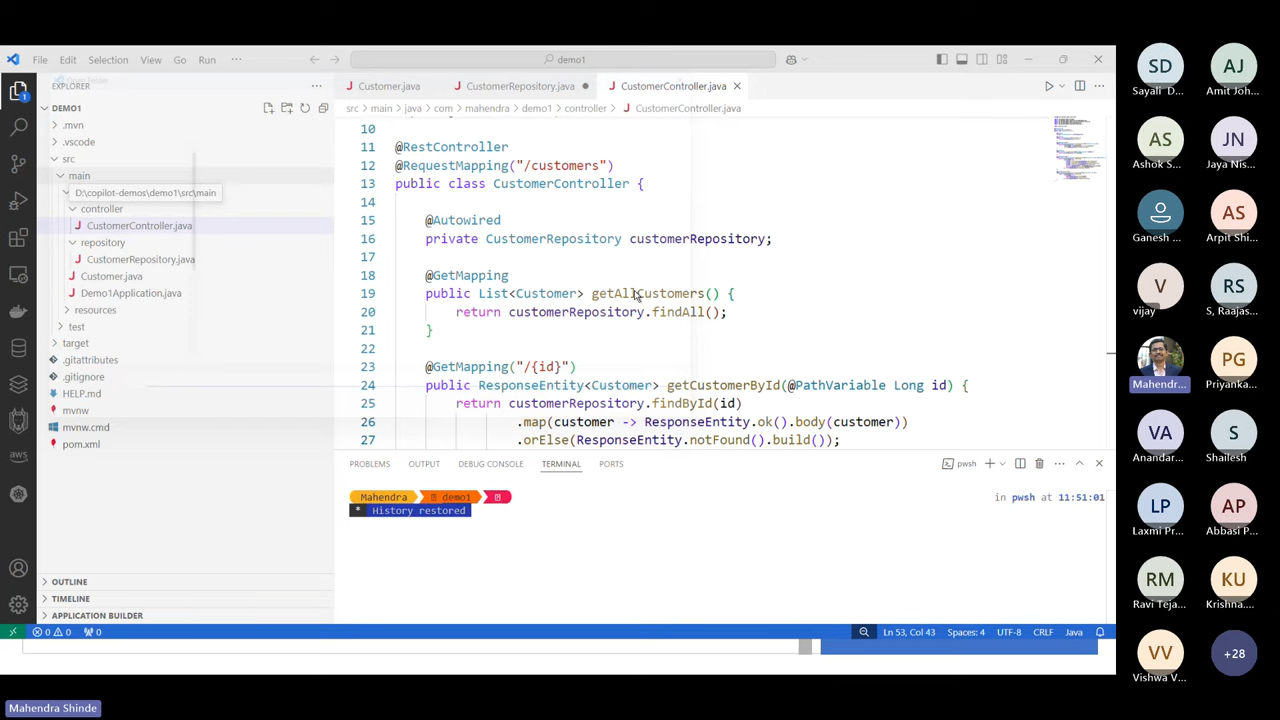 File Edit Selection View Go Run ...
demo1
EXPLORER
DEMO1
.mvn
.vscode
src
main
D:\copilot-demos\demo1\src\main
controller
CustomerController.java
repository
CustomerRepository.java
Customer.java
Demo1Application.java
resources
test
target
.gitattributes
.gitignore
HELP.md
mvnw
mvnw.cmd
pom.xml
OUTLINE
TIMELINE
APPLICATION BUILDER
Customer.java CustomerRepository.java CustomerController.java
src > main > java > com > mahendra > demo1 > controller > CustomerController.java
10
11 @RestController
12 @RequestMapping("/customers")
13 public class CustomerController {
14
15 @Autowired
16 private CustomerRepository customerRepository;
17
18 @GetMapping
19 public List<Customer> getAllCustomers() {
20 return customerRepository.findAll();
21 }
22
23 @GetMapping("/{id}")
24 public ResponseEntity<Customer> getCustomerById(@PathVariable Long id) {
25 return customerRepository.findById(id)
26 .map(customer -> ResponseEntity.ok().body(customer))
27 .orElse(ResponseEntity.notFound().build());
PROBLEMS OUTPUT DEBUG CONSOLE TERMINAL PORTS
pwsh
Mahendra demo1
in pwsh at 11:51:01
* History restored
aws
1
0 0 0
Ln 53, Col 43 Spaces: 4 UTF-8 CRLF Java
SD AJ
Sayali D... Amit Joh...
AS JN
Ashok S... Jaya Nis...
AS
Ganesh ... Arpit Shi...
V RS
vijay S, Raajas...
PG
Mahendr... Priyanka...
VA S
Anandar... Shailesh
LP AP
Laxmi Pr... Abbasi P...
RM KU
Ravi Teja... Krishna...
VV +28
Vishwa V...
Mahendra Shinde